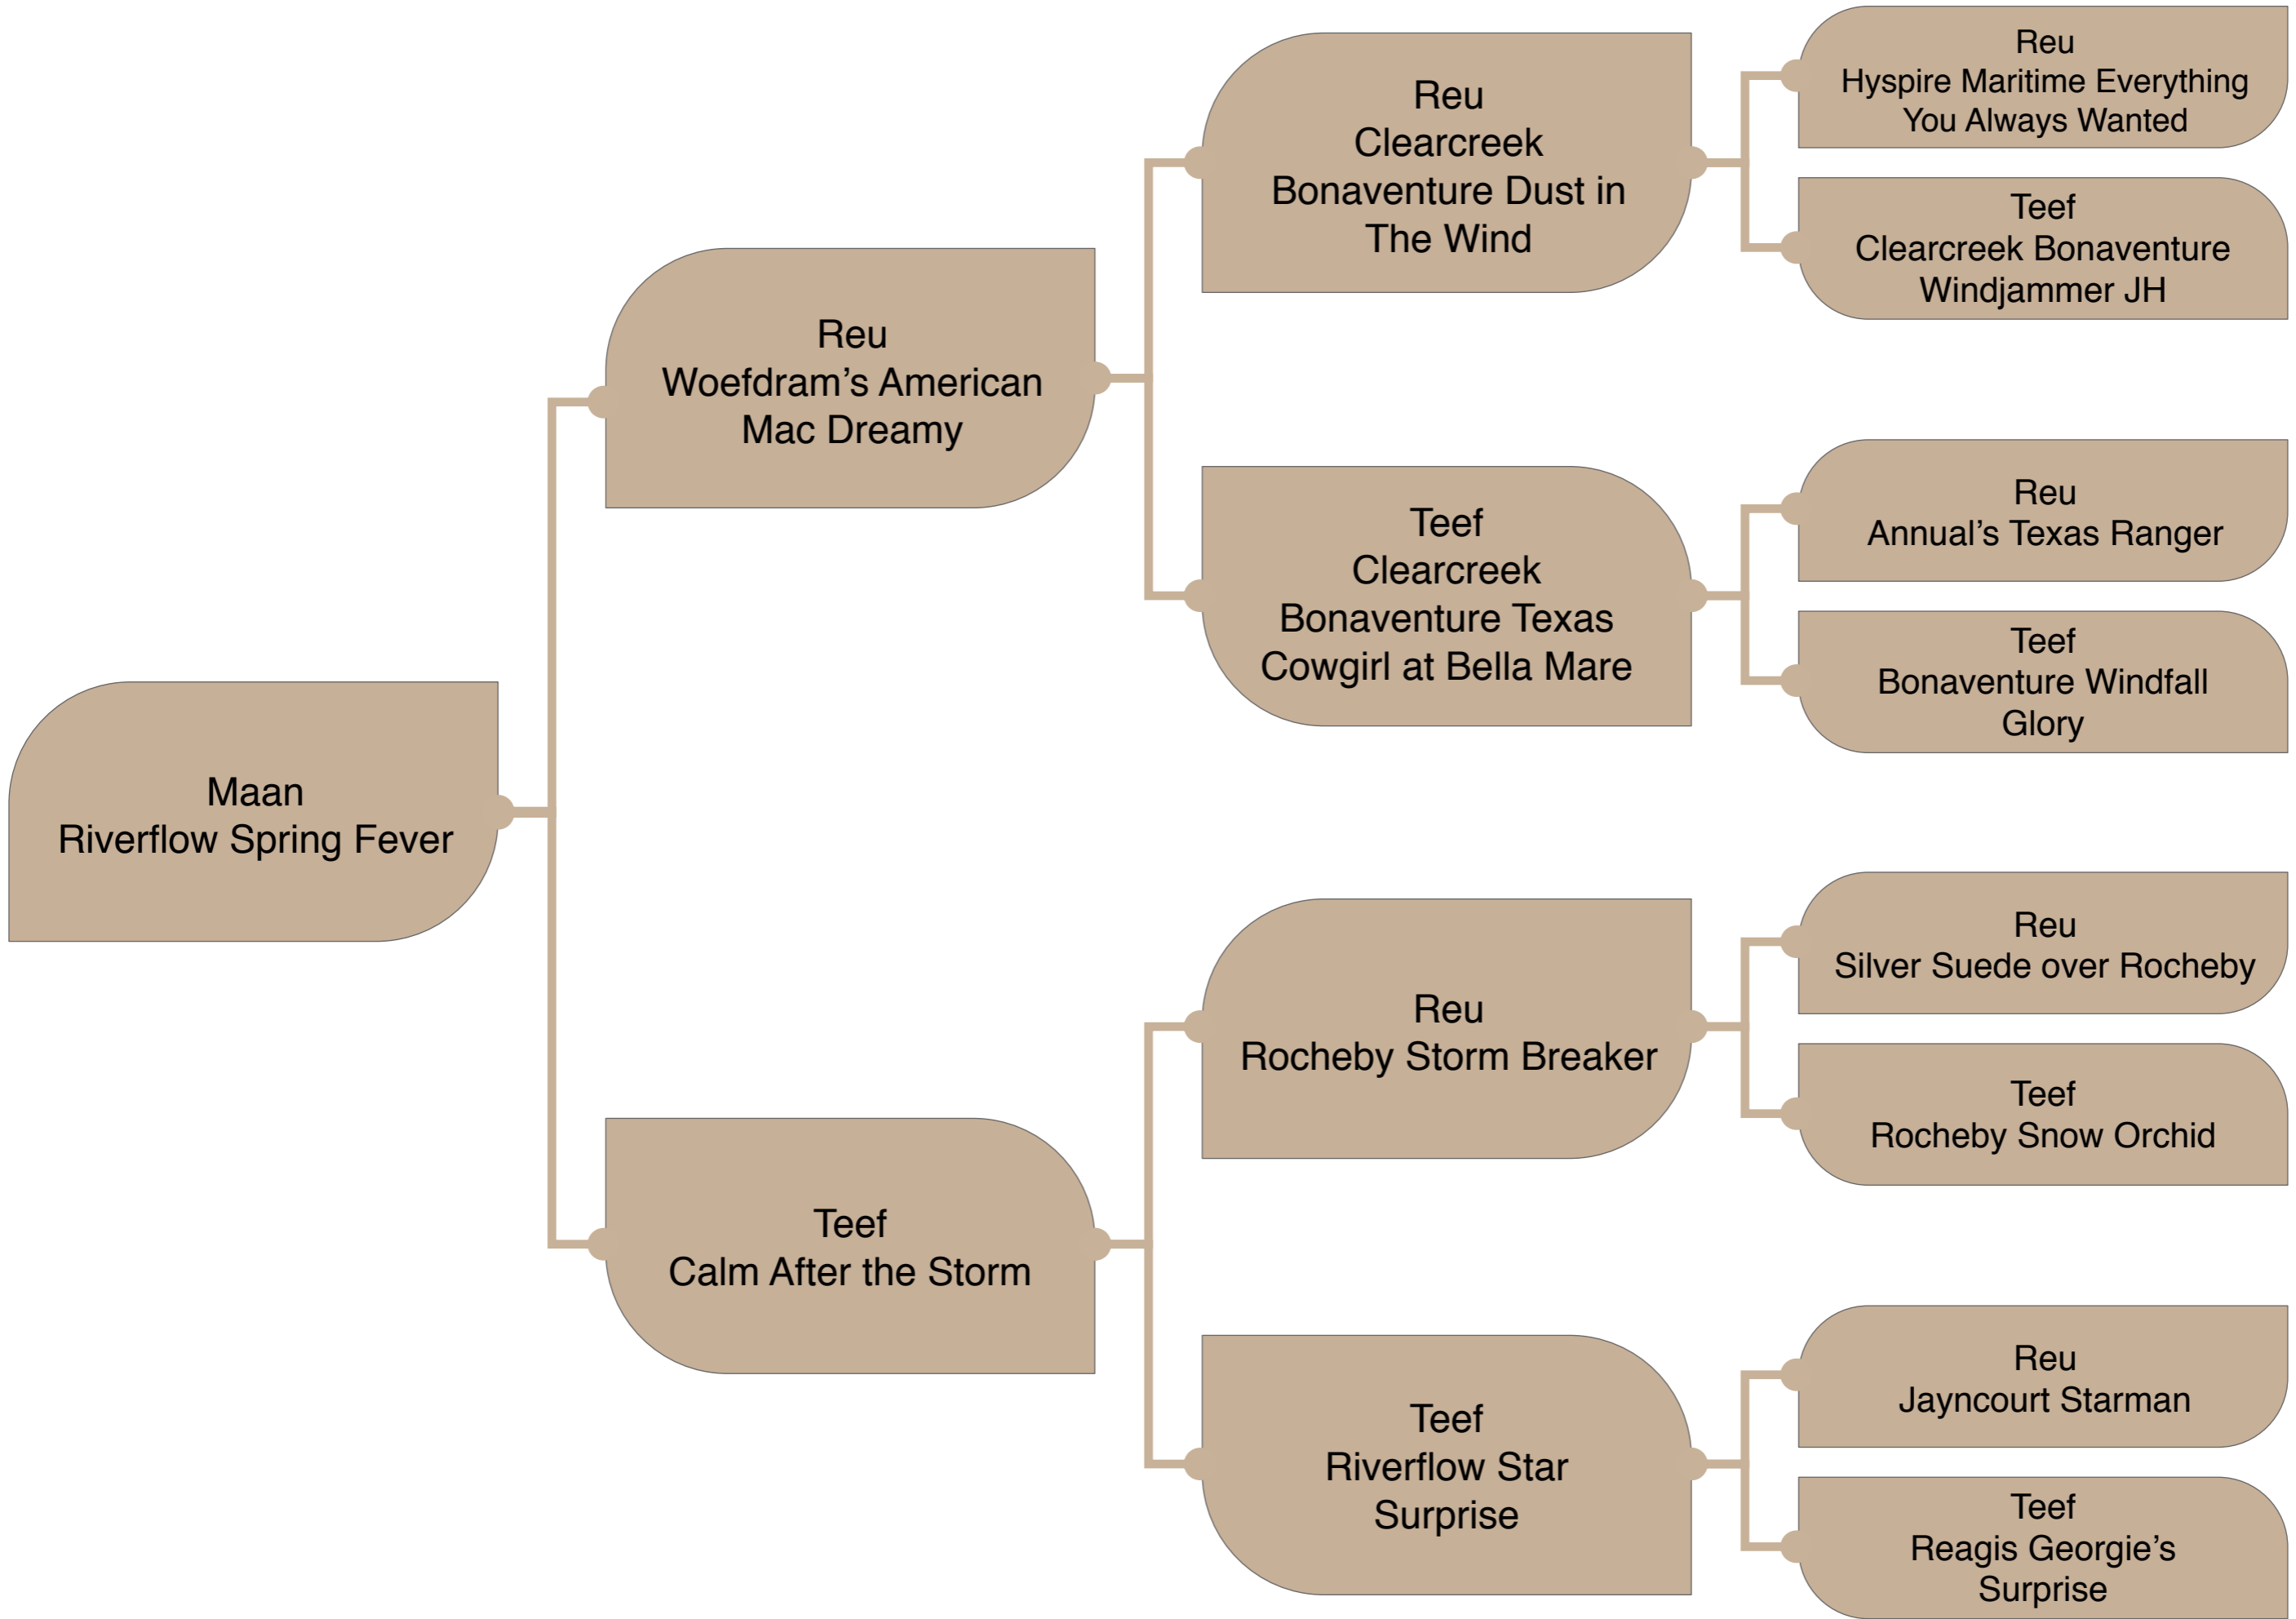 Maan
Riverflow Spring Fever
Reu
Woefdram’s American
Mac Dreamy
Teef
Calm After the Storm
Reu
Clearcreek
Bonaventure Dust in
The Wind
Teef
Clearcreek
Bonaventure Texas
Cowgirl at Bella Mare
Reu
Rocheby Storm Breaker
Teef
Riverflow Star
Surprise
Reu
Hyspire Maritime Everything
You Always Wanted
Teef
Clearcreek Bonaventure
Windjammer JH
Reu
Annual’s Texas Ranger
Teef
Bonaventure Windfall
Glory
Reu
Silver Suede over Rocheby
Teef
Rocheby Snow Orchid
Reu
Jayncourt Starman
Teef
Reagis Georgie’s
Surprise